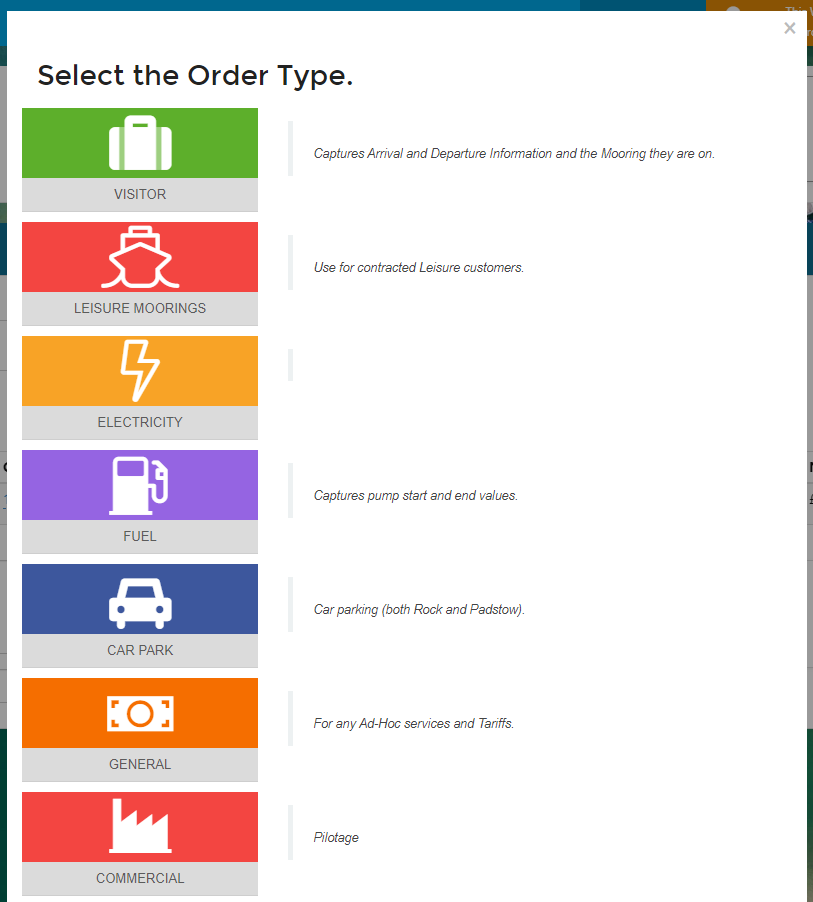 ×
Select the Order Type.
VISITOR
Captures Arrival and Departure Information and the Mooring they are on.
LEISURE MOORINGS
Use for contracted Leisure customers.
ELECTRICITY
FUEL
Captures pump start and end values.
CAR PARK
Car parking (both Rock and Padstow).
GENERAL
For any Ad-Hoc services and Tariffs.
COMMERCIAL
Pilotage